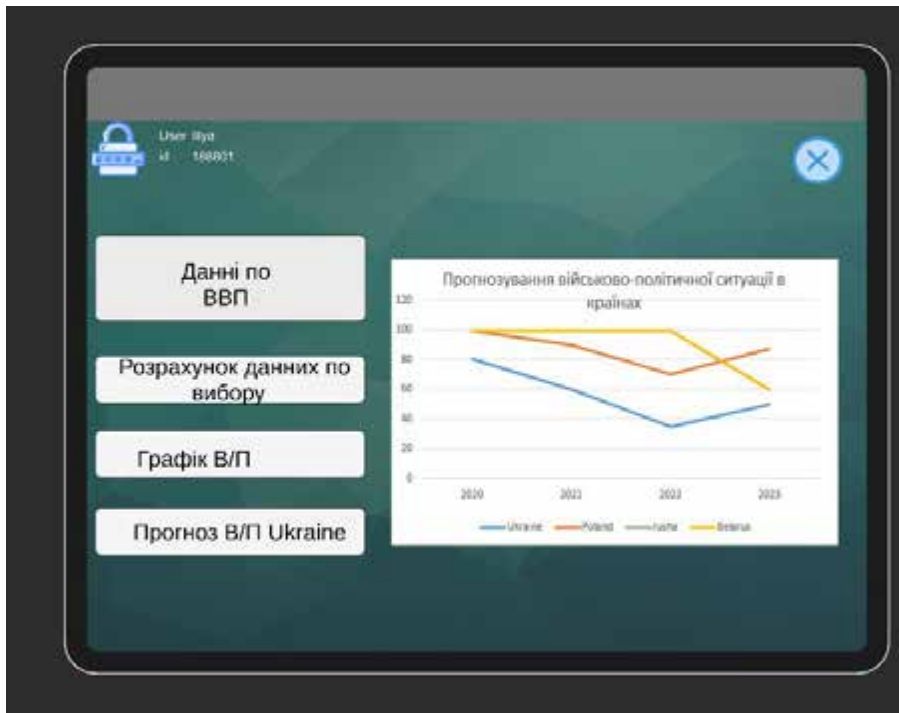 User Iliya
id 168801
Данні по
ВВП
Розрахунок данних по
вибору
Графік В/П
Прогноз В/П Ukraine
Прогнозування військово-політичної ситуації в
країнах
120
100
80
60
40
20
0
2020 2021 2022 2023
Ukraine Poland Belarus